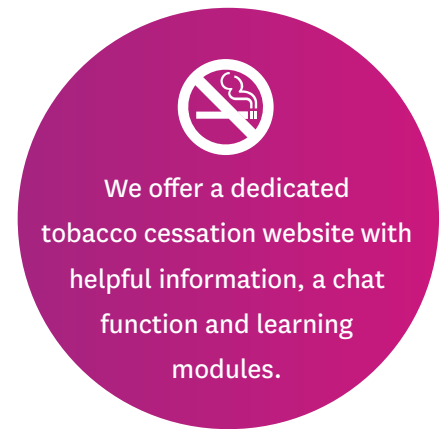 We offer a dedicated
tobacco cessation website with
helpful information, a chat
function and learning
modules.